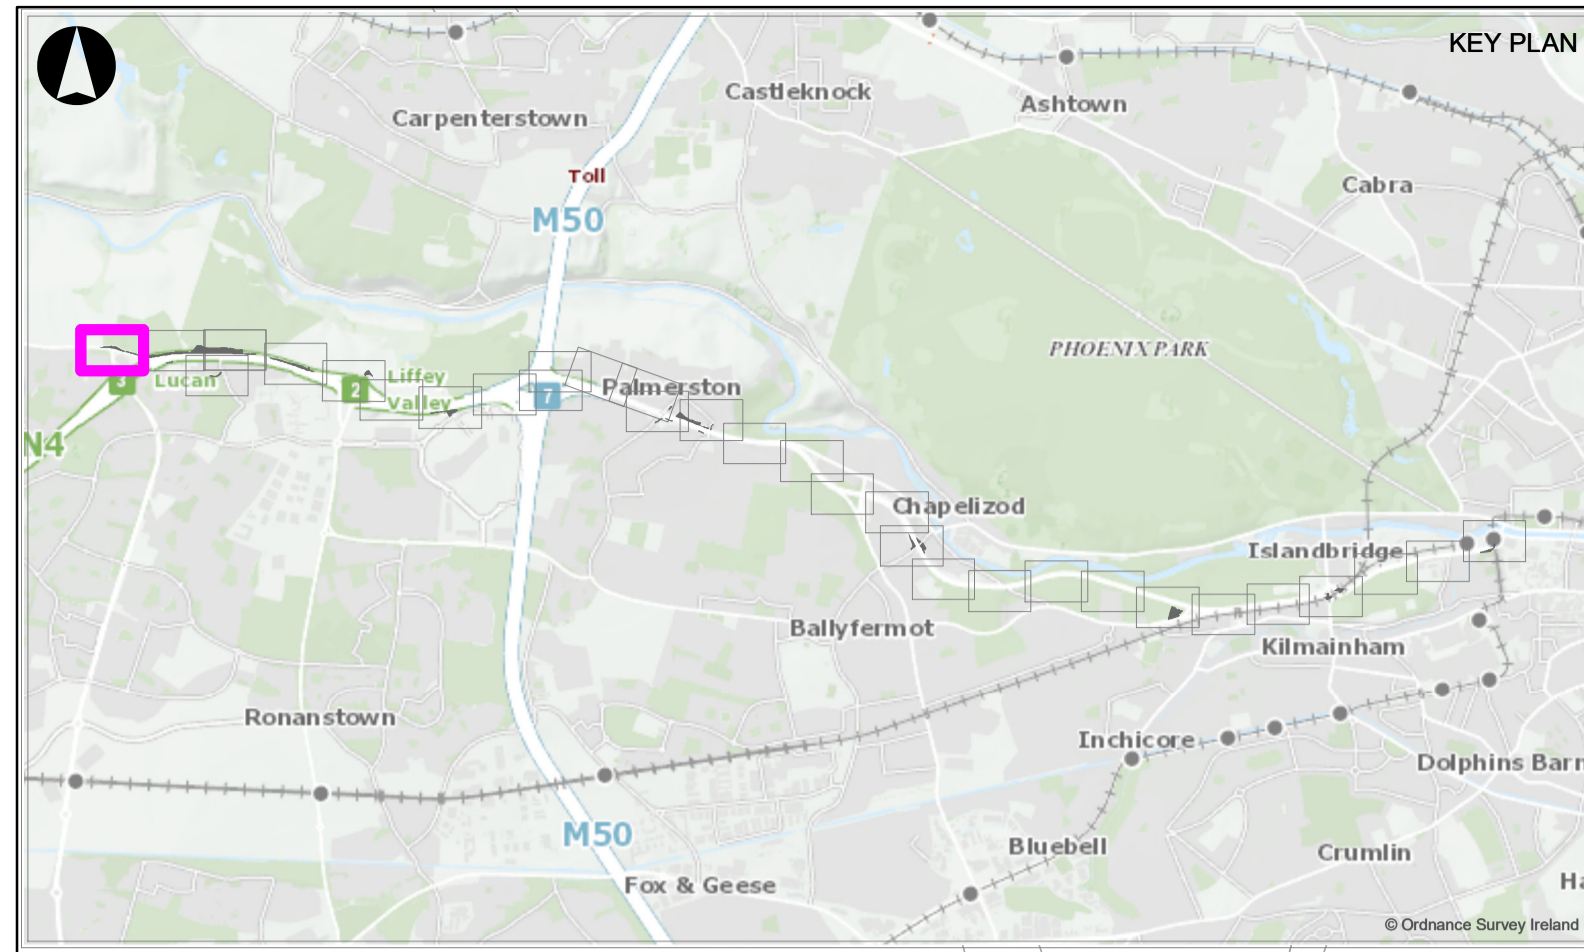 KEY PLAN
Castleknock
Ashtown
Carpenterstown
Toll
Cabra
M50
PHOENIX PARK
3
Lucan
2
Liffey
Valley
7
Palmerston
N4
Chapelizod
Islandbridge
Ballyfermot
Kilmainham
Ronanstown
Inchicore
Dolphins Barn
M50
Bluebell
Crumlin
Fox & Geese
Ha
© Ordnance Survey Ireland